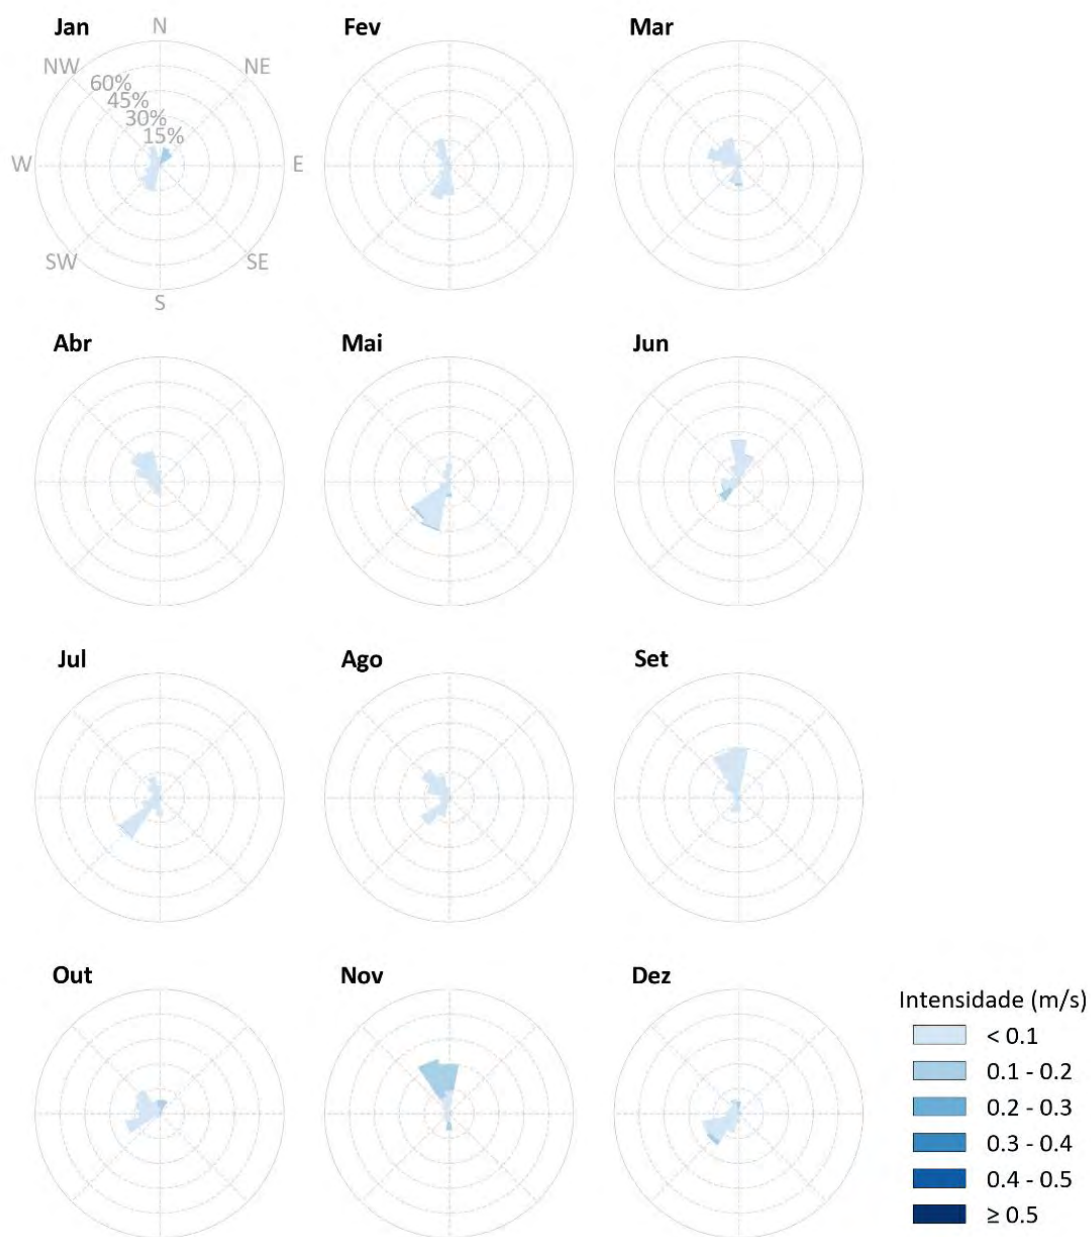 Jan
N
Fev
Mar
NW
NE
60%
45%
30%
15%
W
E
SW
SE
S
Abr
Mai
Jun
Jul
Ago
Set
Out
Nov
Dez
Intensidade (m/s)
< 0.1
0.1 - 0.2
0.2 - 0.3
0.3 - 0.4
0.4 - 0.5
≥ 0.5